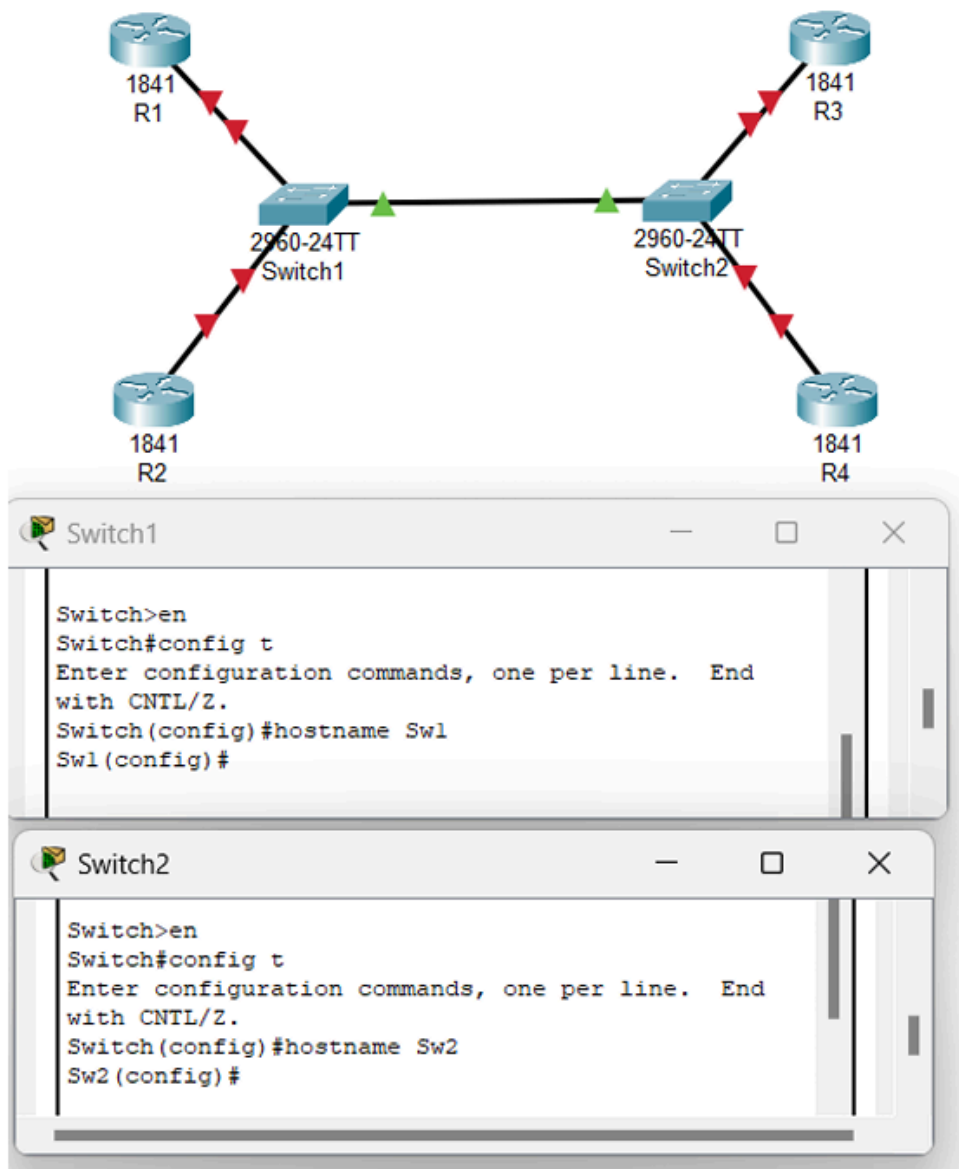 1841
R1
1841
R3
2960-24TT
Switch1
2960-24TT
Switch2
1841
R2
1841
R4
Switch1
Switch>en
Switch#config t
Enter configuration commands, one per line.  End
with CNTL/Z.
Switch(config)#hostname Sw1
Sw1(config)#
Switch2
Switch>en
Switch#config t
Enter configuration commands, one per line.  End
with CNTL/Z.
Switch(config)#hostname Sw2
Sw2(config)#